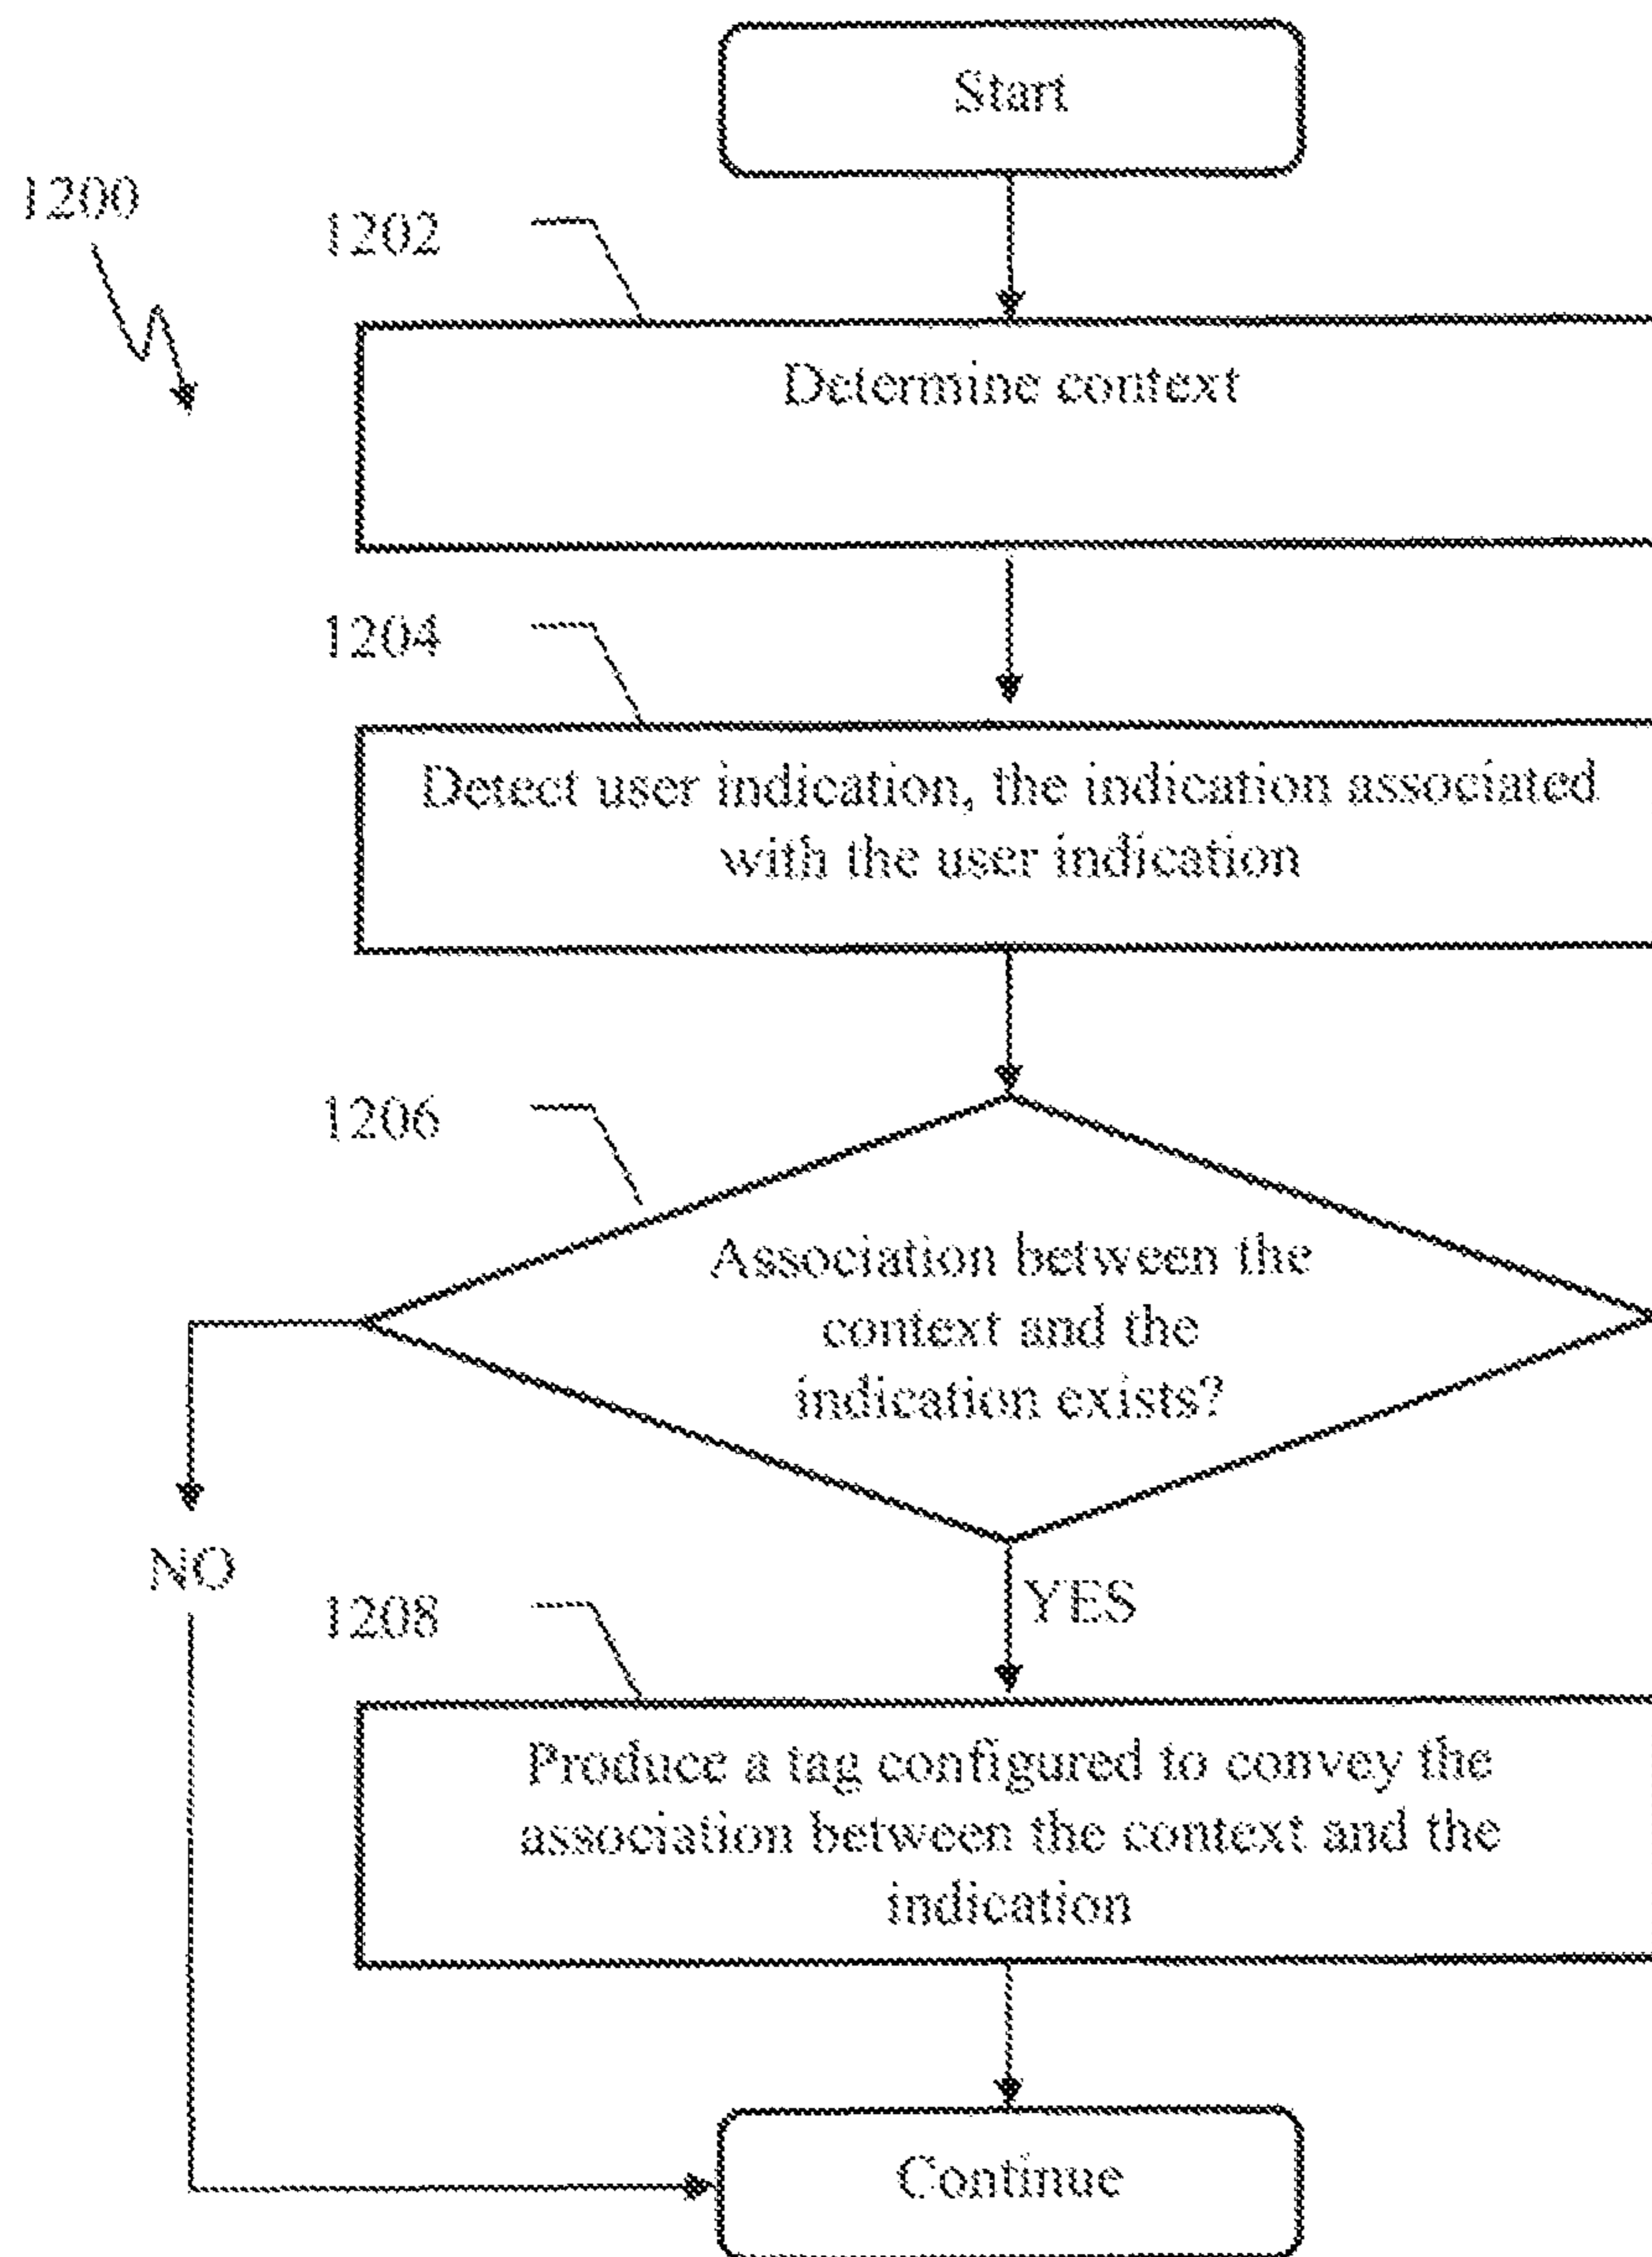 Start
1200
1202
Determine context
1204
Detect user indication, the indication associated
with the user indication
1206
Association between the
context and the
indication exists?
NO
YES
1208
Produce a tag configured to convey the
association between the context and the
indication
Continue